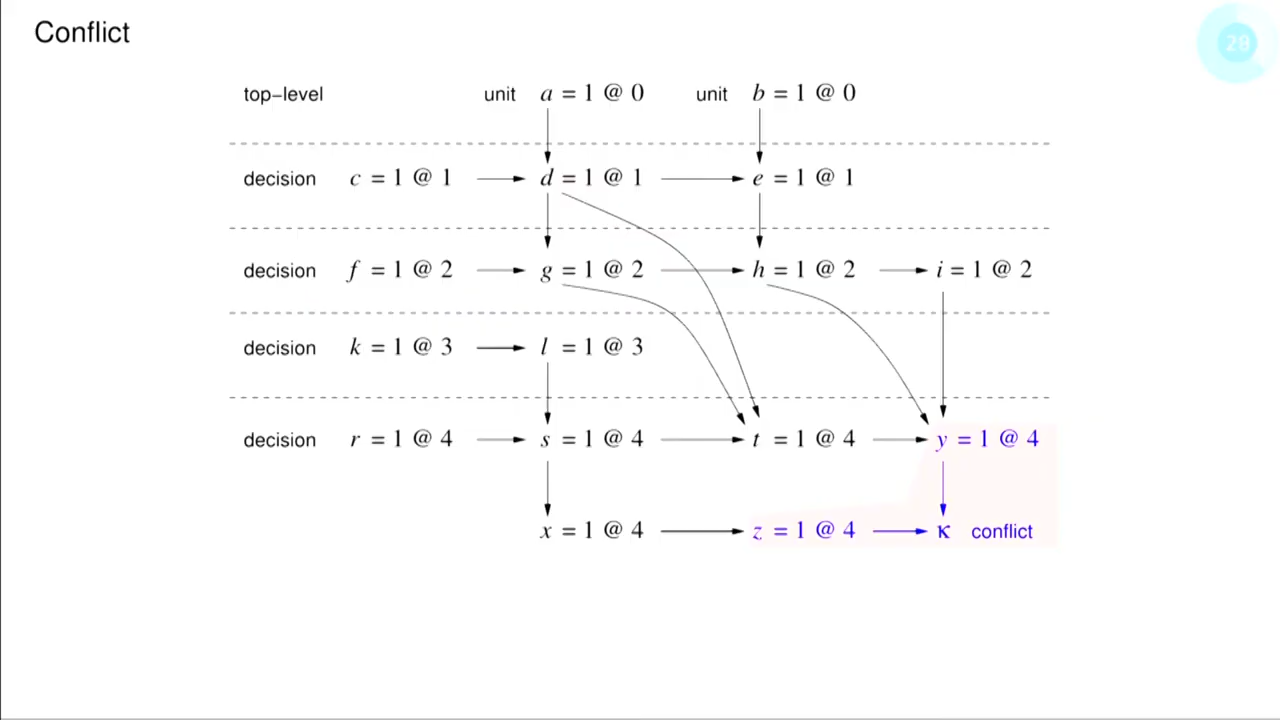 Conflict
28
top–level unit a = 1 @ 0 unit b = 1 @ 0
decision c = 1 @ 1 d = 1 @ 1 e = 1 @ 1
decision f = 1 @ 2 g = 1 @ 2 h = 1 @ 2 i = 1 @ 2
decision k = 1 @ 3 l = 1 @ 3
decision r = 1 @ 4 s = 1 @ 4 t = 1 @ 4 y = 1 @ 4
x = 1 @ 4 z = 1 @ 4 κ conflict